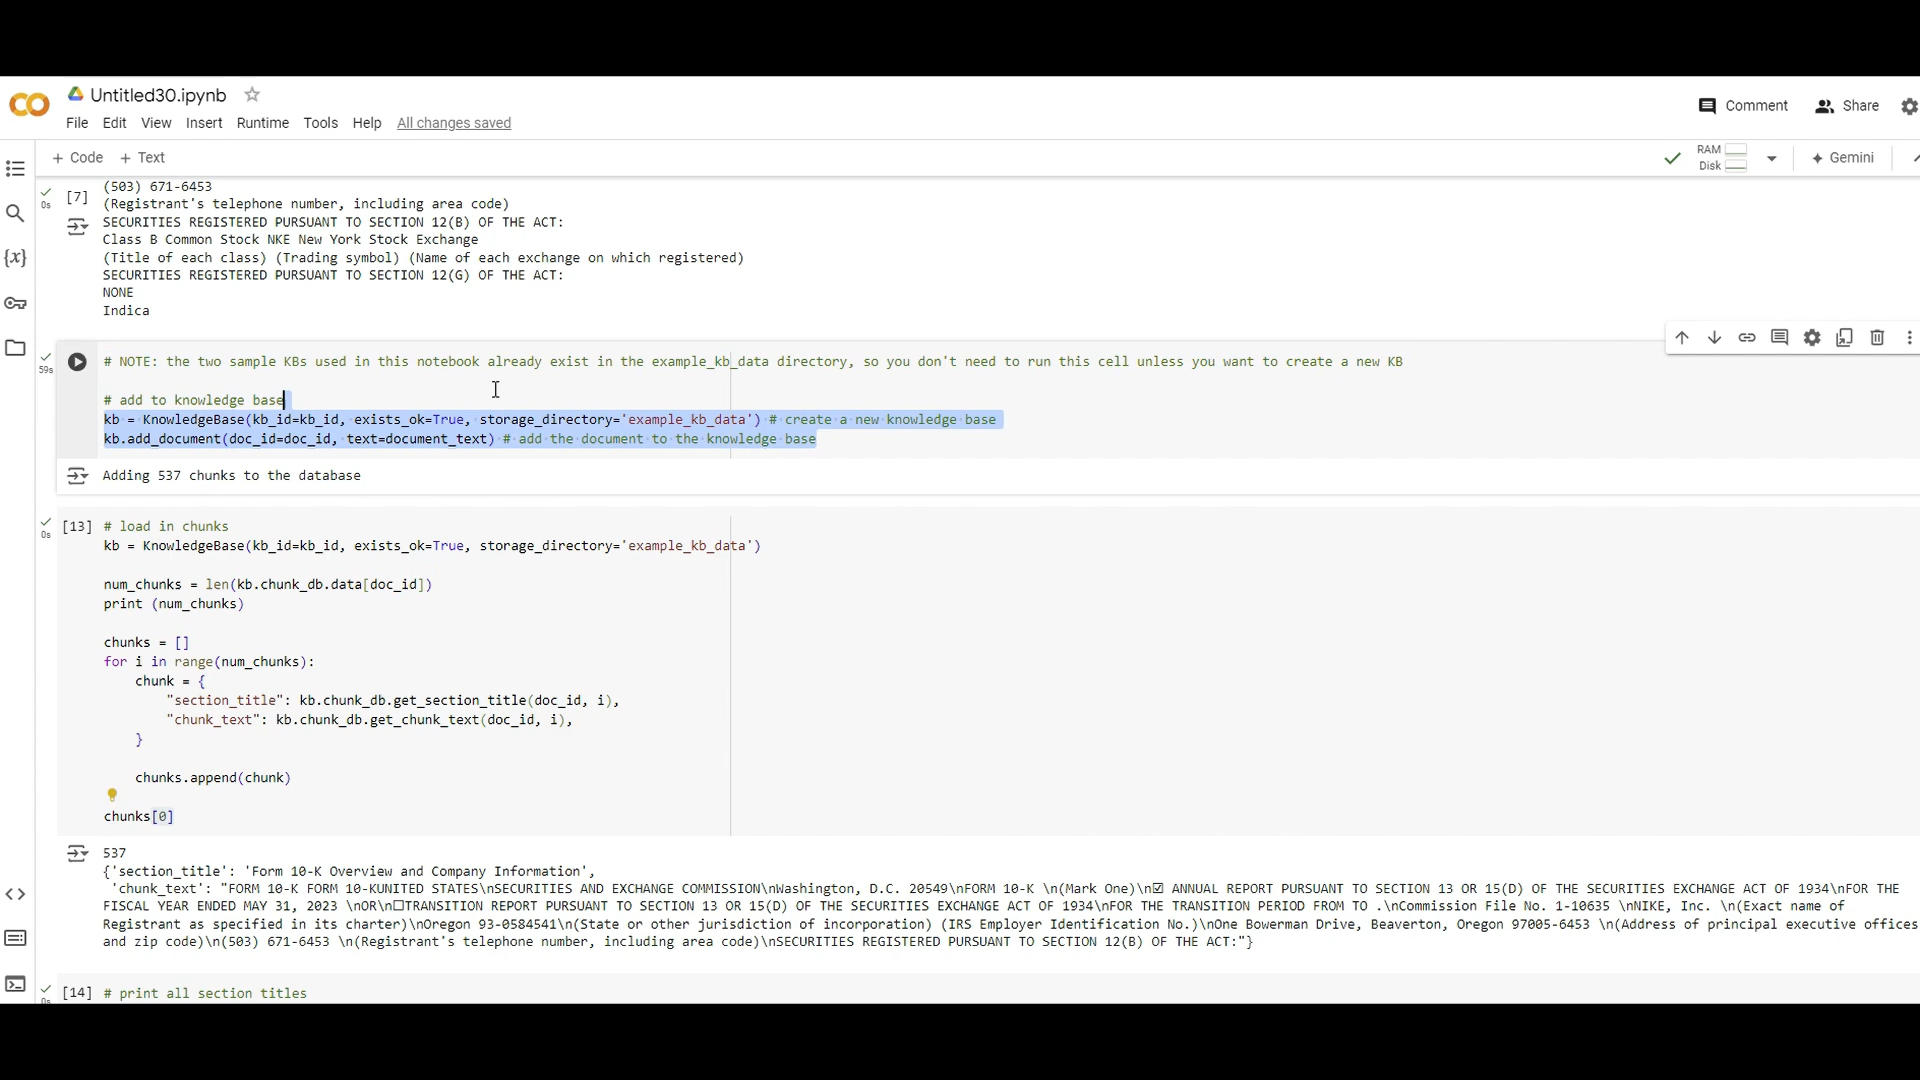 Untitled30.ipynb
Comment
Share
File Edit View Insert Runtime Tools Help All changes saved
+ Code + Text
RAM
Disk
Gemini
{x}
0s
[7]
(503) 671-6453
(Registrant's telephone number, including area code)
SECURITIES REGISTERED PURSUANT TO SECTION 12(B) OF THE ACT:
Class B Common Stock NKE New York Stock Exchange
(Title of each class) (Trading symbol) (Name of each exchange on which registered)
SECURITIES REGISTERED PURSUANT TO SECTION 12(G) OF THE ACT:
NONE
Indica
59s
# NOTE: the two sample KBs used in this notebook already exist in the example_kb_data directory, so you don't need to run this cell unless you want to create a new KB
# add to knowledge base
kb = KnowledgeBase(kb_id=kb_id, exists_ok=True, storage_directory='example_kb_data') # create a new knowledge base
kb.add_document(doc_id=doc_id, text=document_text) # add the document to the knowledge base
Adding 537 chunks to the database
0s
[13] # load in chunks
kb = KnowledgeBase(kb_id=kb_id, exists_ok=True, storage_directory='example_kb_data')
num_chunks = len(kb.chunk_db.data[doc_id])
print (num_chunks)
chunks = []
for i in range(num_chunks):
chunk = {
"section_title": kb.chunk_db.get_section_title(doc_id, i),
"chunk_text": kb.chunk_db.get_chunk_text(doc_id, i),
}
chunks.append(chunk)
chunks[0]
537
{'section_title': 'Form 10-K Overview and Company Information',
'chunk_text': "FORM 10-K FORM 10-KUNITED STATES\nSECURITIES AND EXCHANGE COMMISSION\nWashington, D.C. 20549\nFORM 10-K \n(Mark One)\n☑ ANNUAL REPORT PURSUANT TO SECTION 13 OR 15(D) OF THE SECURITIES EXCHANGE ACT OF 1934\nFOR THE
FISCAL YEAR ENDED MAY 31, 2023 \nOR\n☐TRANSITION REPORT PURSUANT TO SECTION 13 OR 15(D) OF THE SECURITIES EXCHANGE ACT OF 1934\nFOR THE TRANSITION PERIOD FROM TO .\nCommission File No. 1-10635 \nNIKE, Inc. \n(Exact name of
Registrant as specified in its charter)\nOregon 93-0584541\n(State or other jurisdiction of incorporation) (IRS Employer Identification No.)\nOne Bowerman Drive, Beaverton, Oregon 97005-6453 \n(Address of principal executive offices
and zip code)\n(503) 671-6453 \n(Registrant's telephone number, including area code)\nSECURITIES REGISTERED PURSUANT TO SECTION 12(B) OF THE ACT:"}
[14] # print all section titles
0s